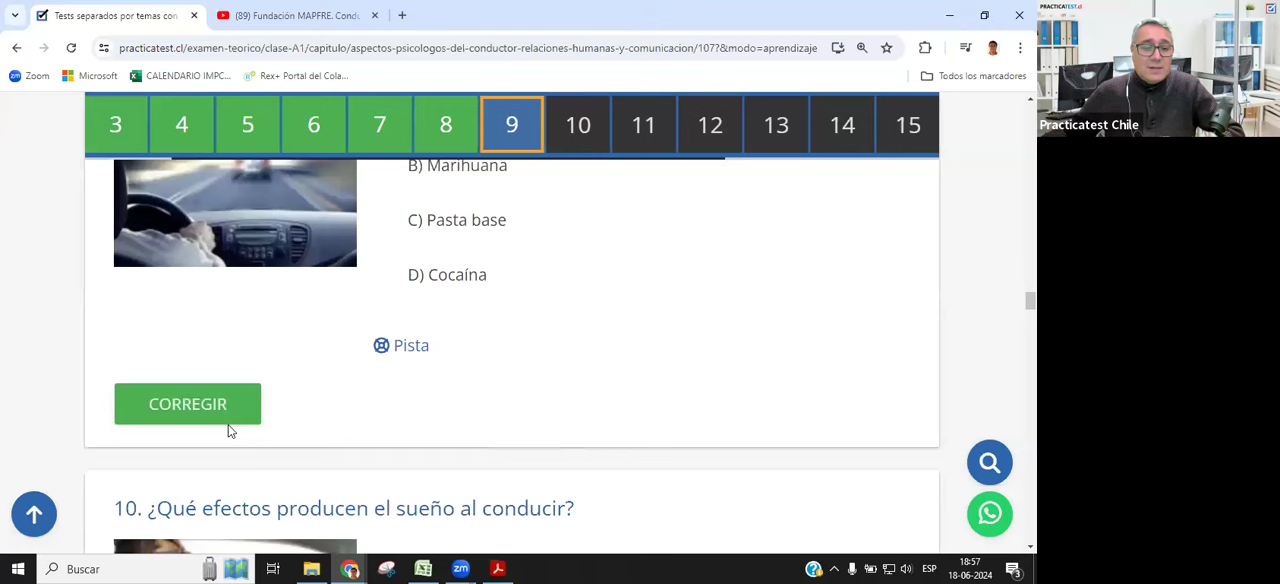 Tests separados por temas con
(89) Fundación MAPFRE.
practicatest.cl/examen-teorico/clase-A1/capitulo/aspectos-psicologos-del-conductor-relaciones-humanas-y-comunicacion/107?&modo=aprendizaje
Zoom
Microsoft
CALENDARIO IMPC...
Rex+ Portal del Cola...
Todos los marcadores
PRACTICATEST.cl
Practicatest Chile
3 4 5 6 7 8 9 10 11 12 13 14 15
B) Marihuana
C) Pasta base
D) Cocaína
Pista
CORREGIR
10. ¿Qué efectos producen el sueño al conducir?
Buscar
ESP
18:57
18-06-2024
3